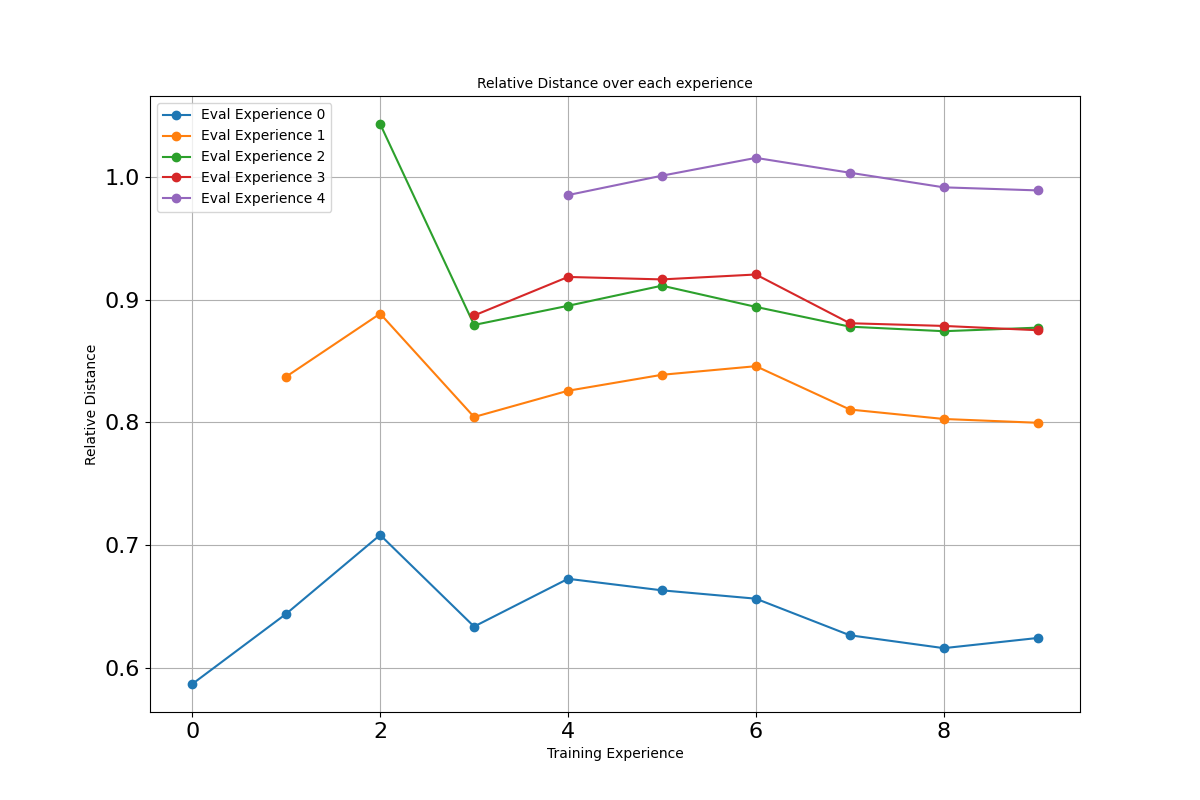 Relative Distance over each experience
Eval Experience 0
Eval Experience 1
Eval Experience 2
Eval Experience 3
Eval Experience 4
1.0
0.9
0.8
0.7
0.6
Relative Distance
0 2 4 6 8
Training Experience